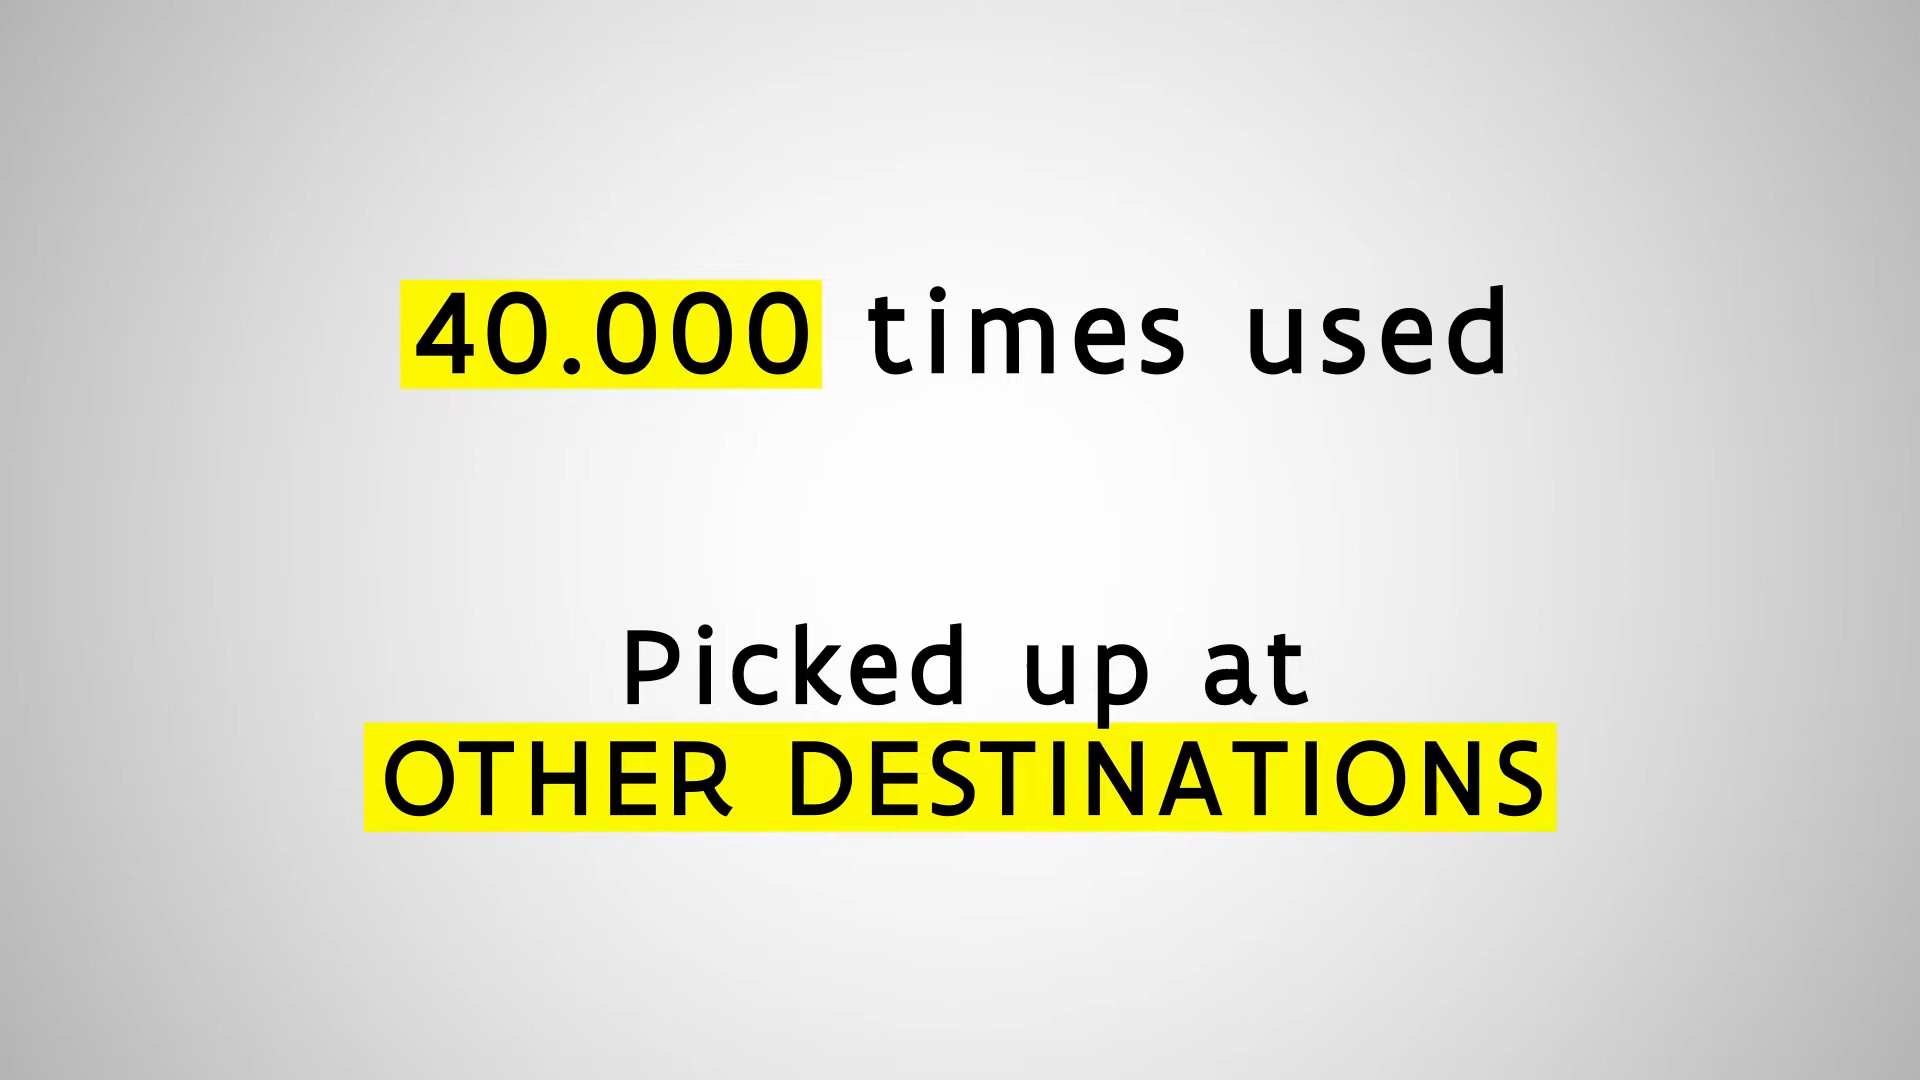 40.000 times used
Picked up at
OTHER DESTINATIONS